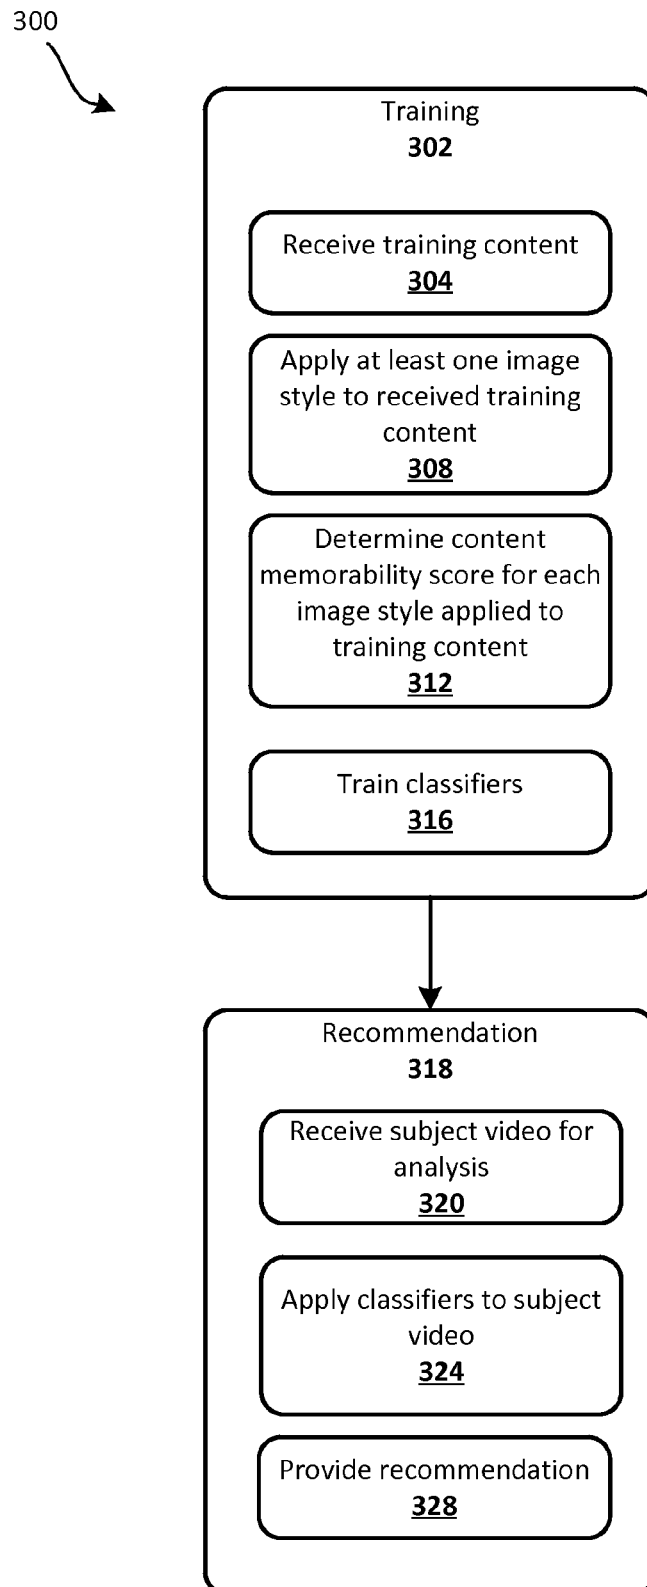 300
Training
302
Receive training content
304
Apply at least one image
style to received training
content
308
Determine content
memorability score for each
image style applied to
training content
312
Train classifiers
316
Recommendation
318
Receive subject video for
analysis
320
Apply classifiers to subject
video
324
Provide recommendation
328